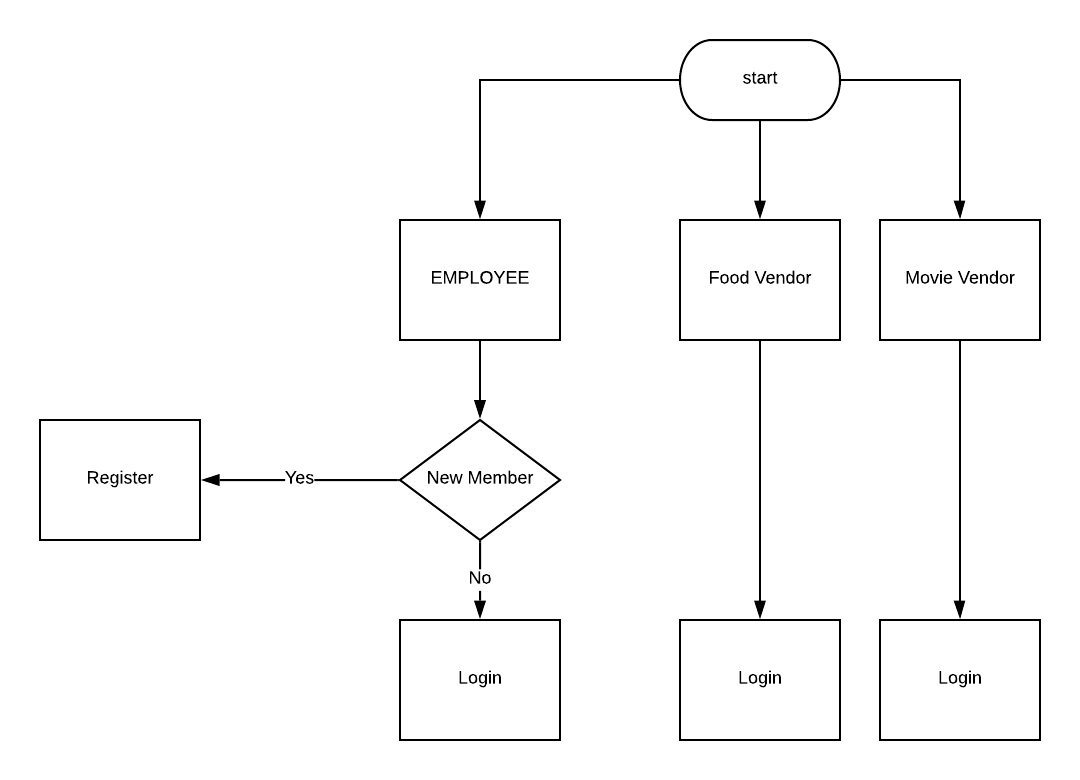 start
EMPLOYEE
Food Vendor
Movie Vendor
Register
Yes
New Member
No
Login
Login
Login